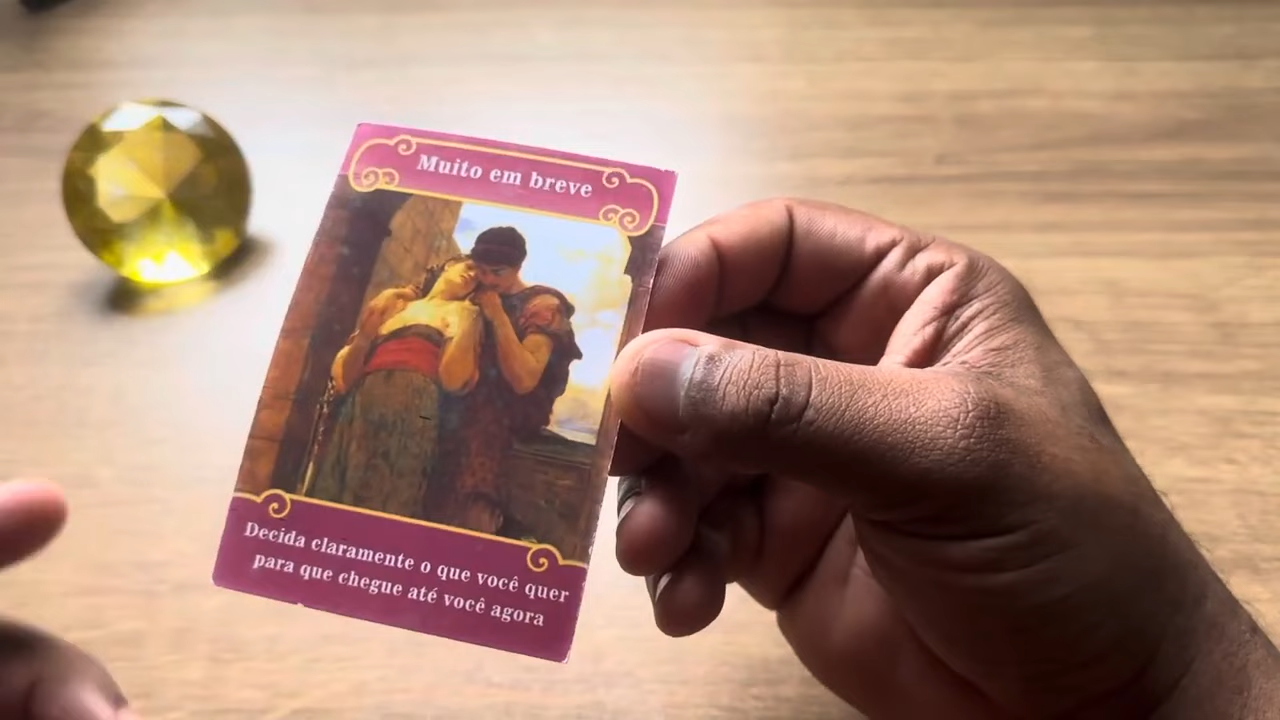 Muito em breve
Decida claramente o que você quer
para que chegue até você agora